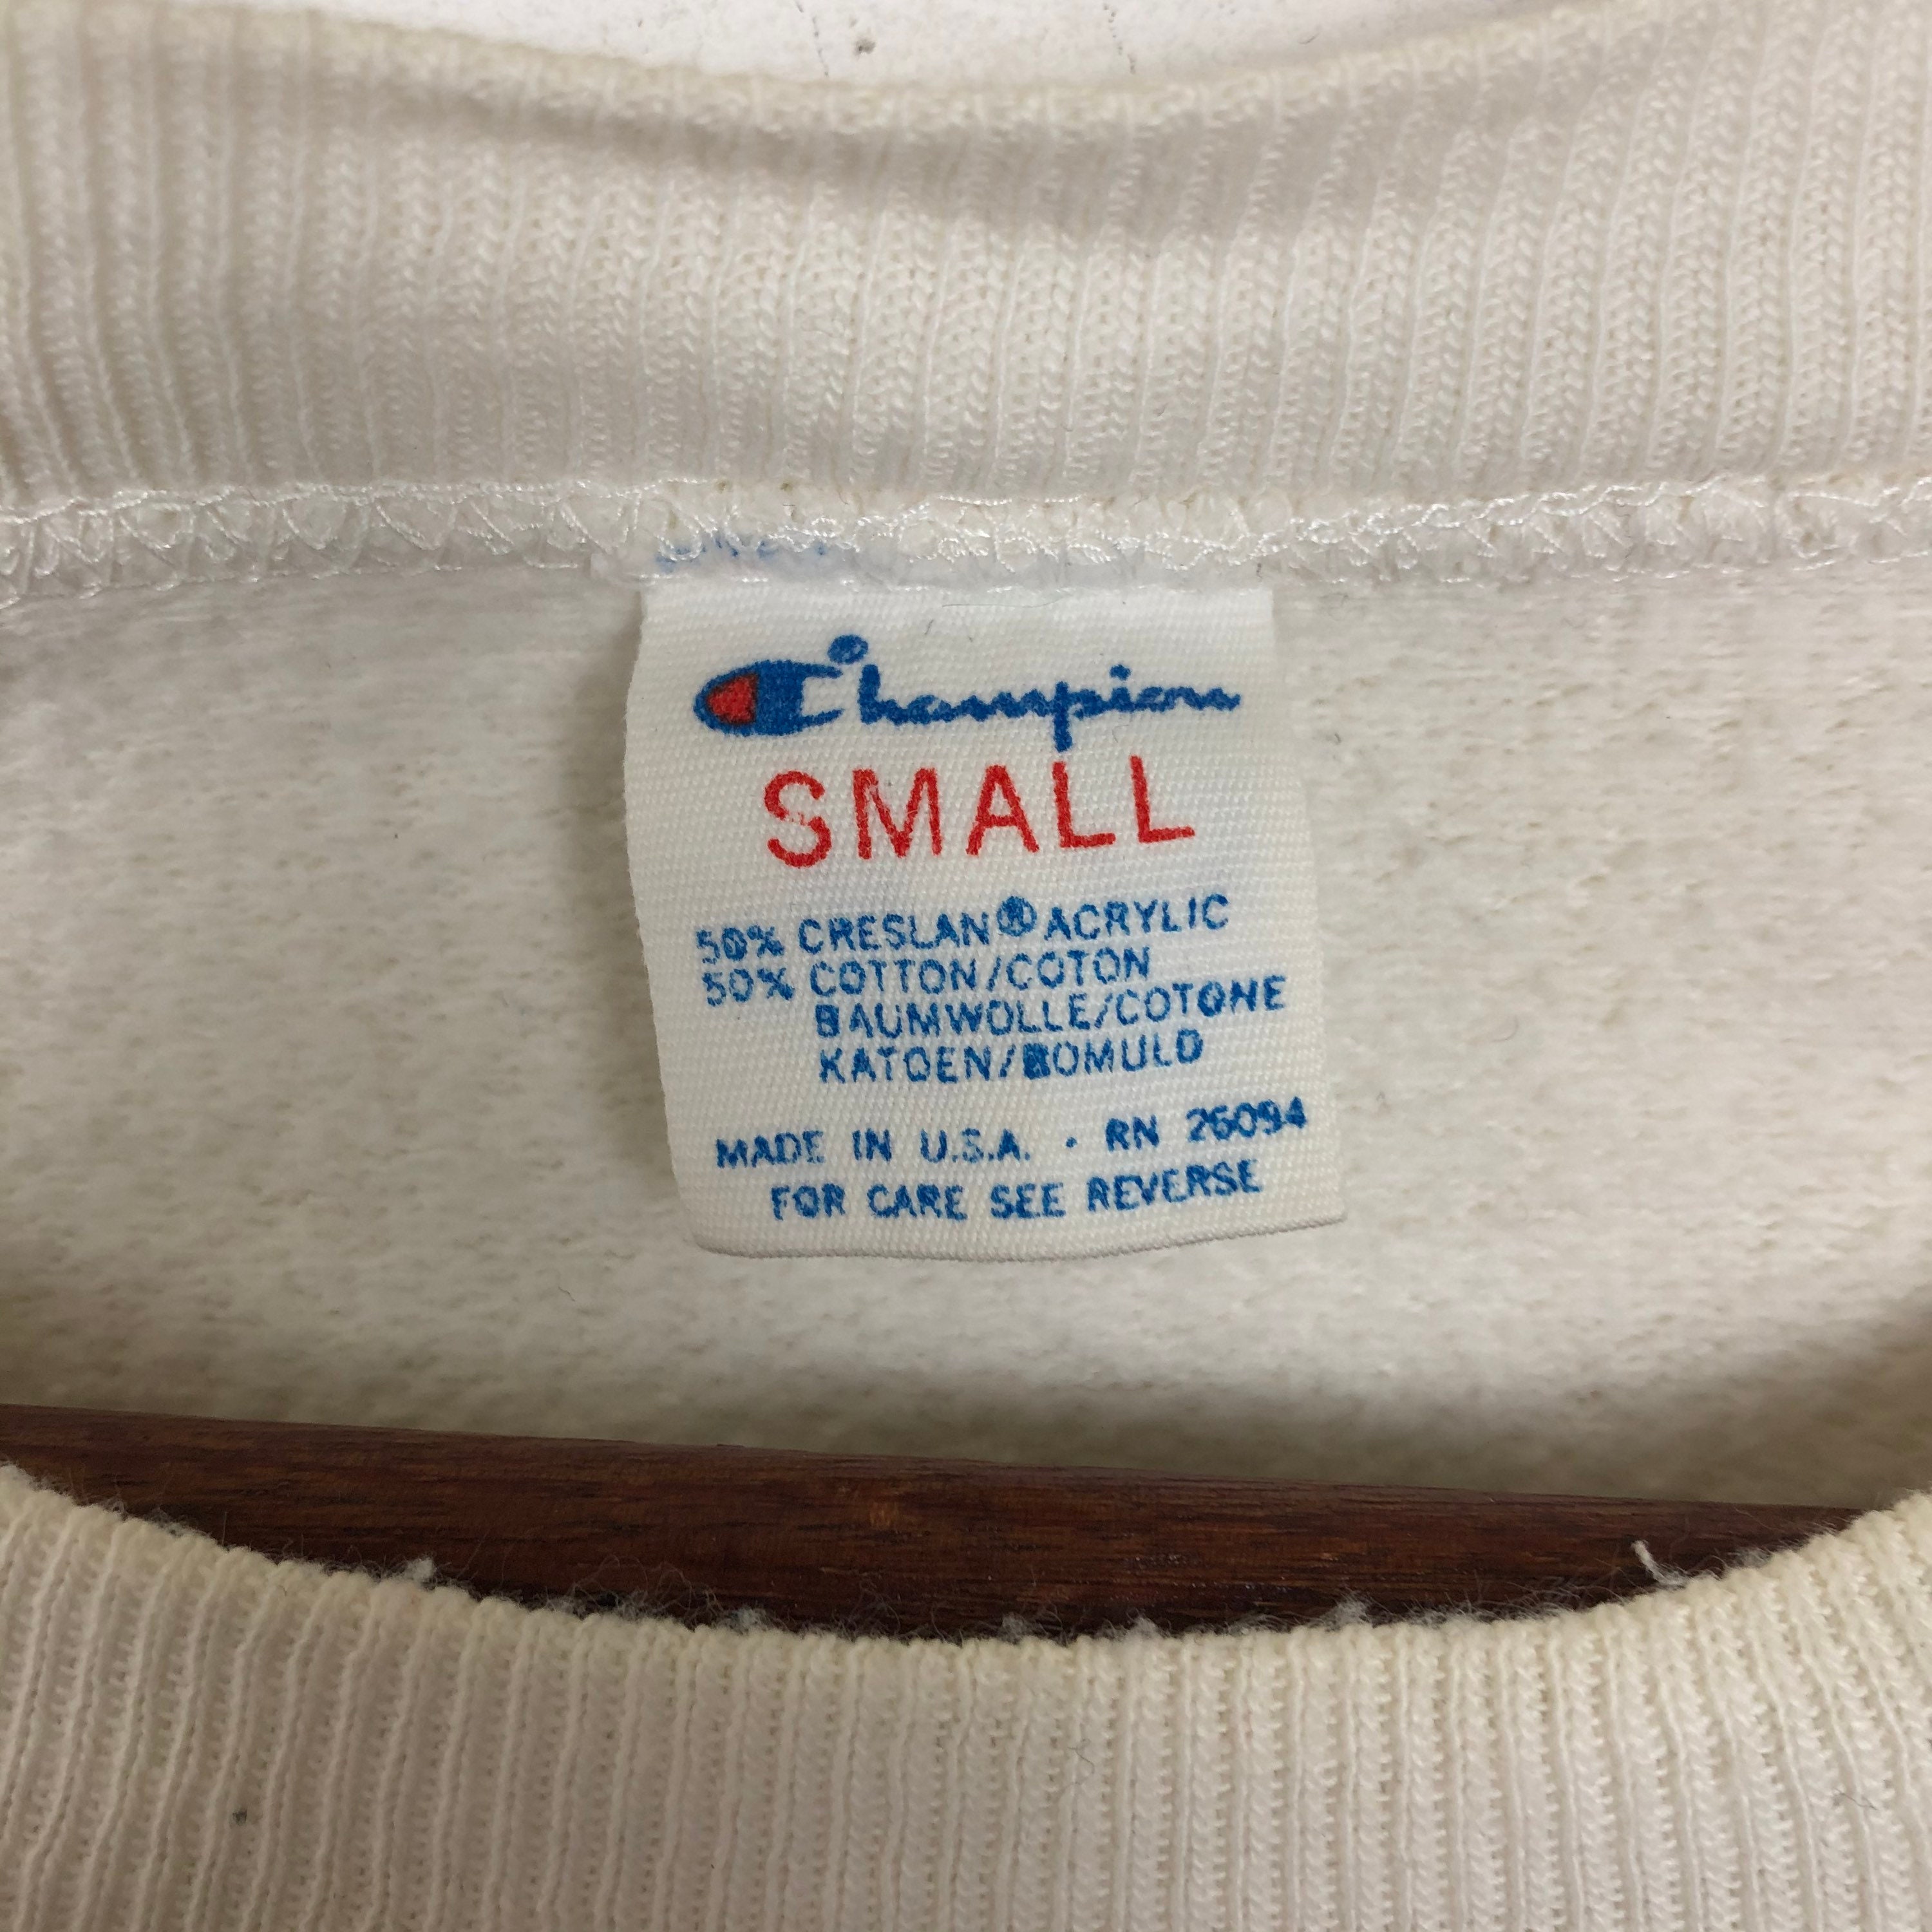 Champion
SMALL
50% CRESLAN® ACRYLIC
50% COTTON/COTON
BAUMWOLLE/COTONE
KATOEN/BOMULD
MADE IN U.S.A. · RN 26094
FOR CARE SEE REVERSE